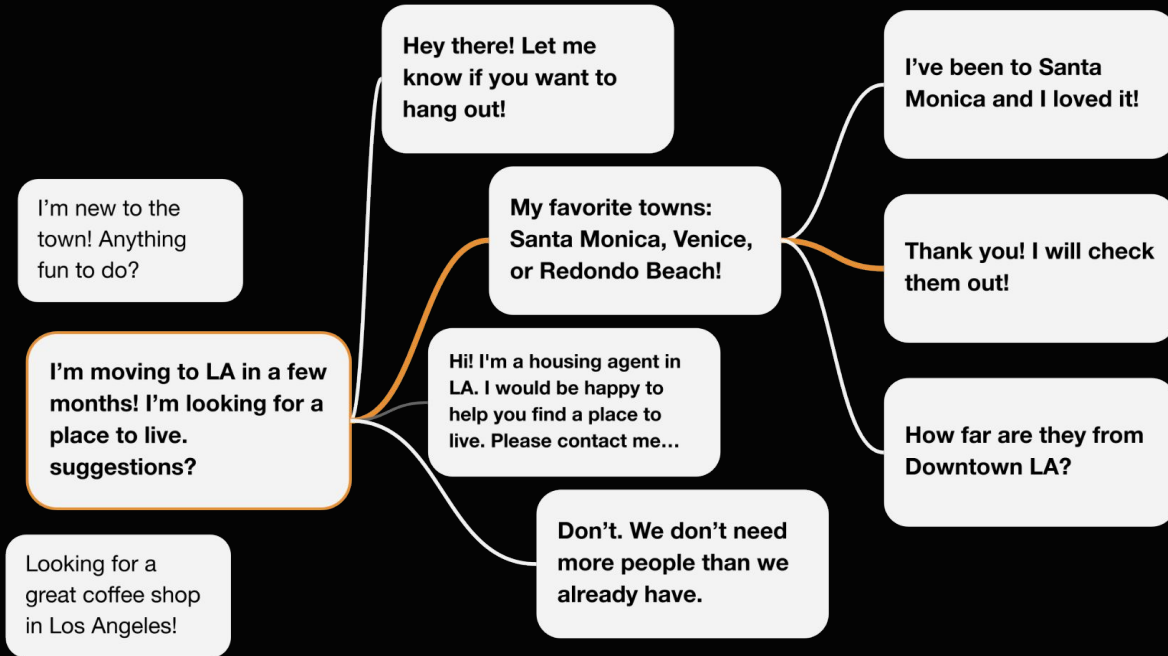 I'm new to the
town! Anything
fun to do?
I'm moving to LA in a few
months! I'm looking for a
place to live.
suggestions?
Looking for a
great coffee shop
in Los Angeles!
Hey there! Let me
know if you want to
hang out!
My favorite towns:
Santa Monica, Venice,
or Redondo Beach!
Hi! I'm a housing agent in
LA. I would be happy to
help you find a place to
live. Please contact me...
Don't. We don't need
more people than we
already have.
I've been to Santa
Monica and I loved it!
Thank you! I will check
them out!
How far are they from
Downtown LA?